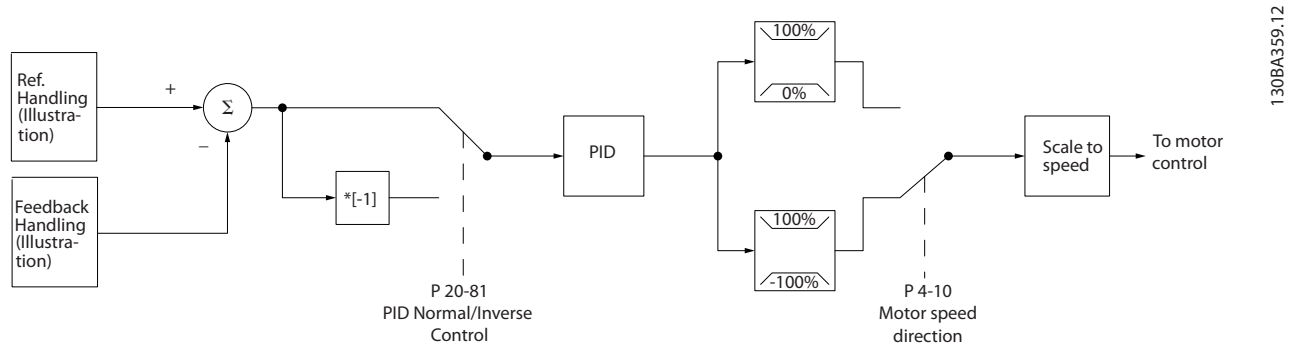 130BA359.12
Ref.
Handling
(Illustra-
tion)
+
Σ
−
Feedback
Handling
(Illustra-
tion)
*[-1]
P 20-81
PID Normal/Inverse
Control
PID
100%
0%
100%
-100%
P 4-10
Motor speed
direction
Scale to
speed
To motor
control